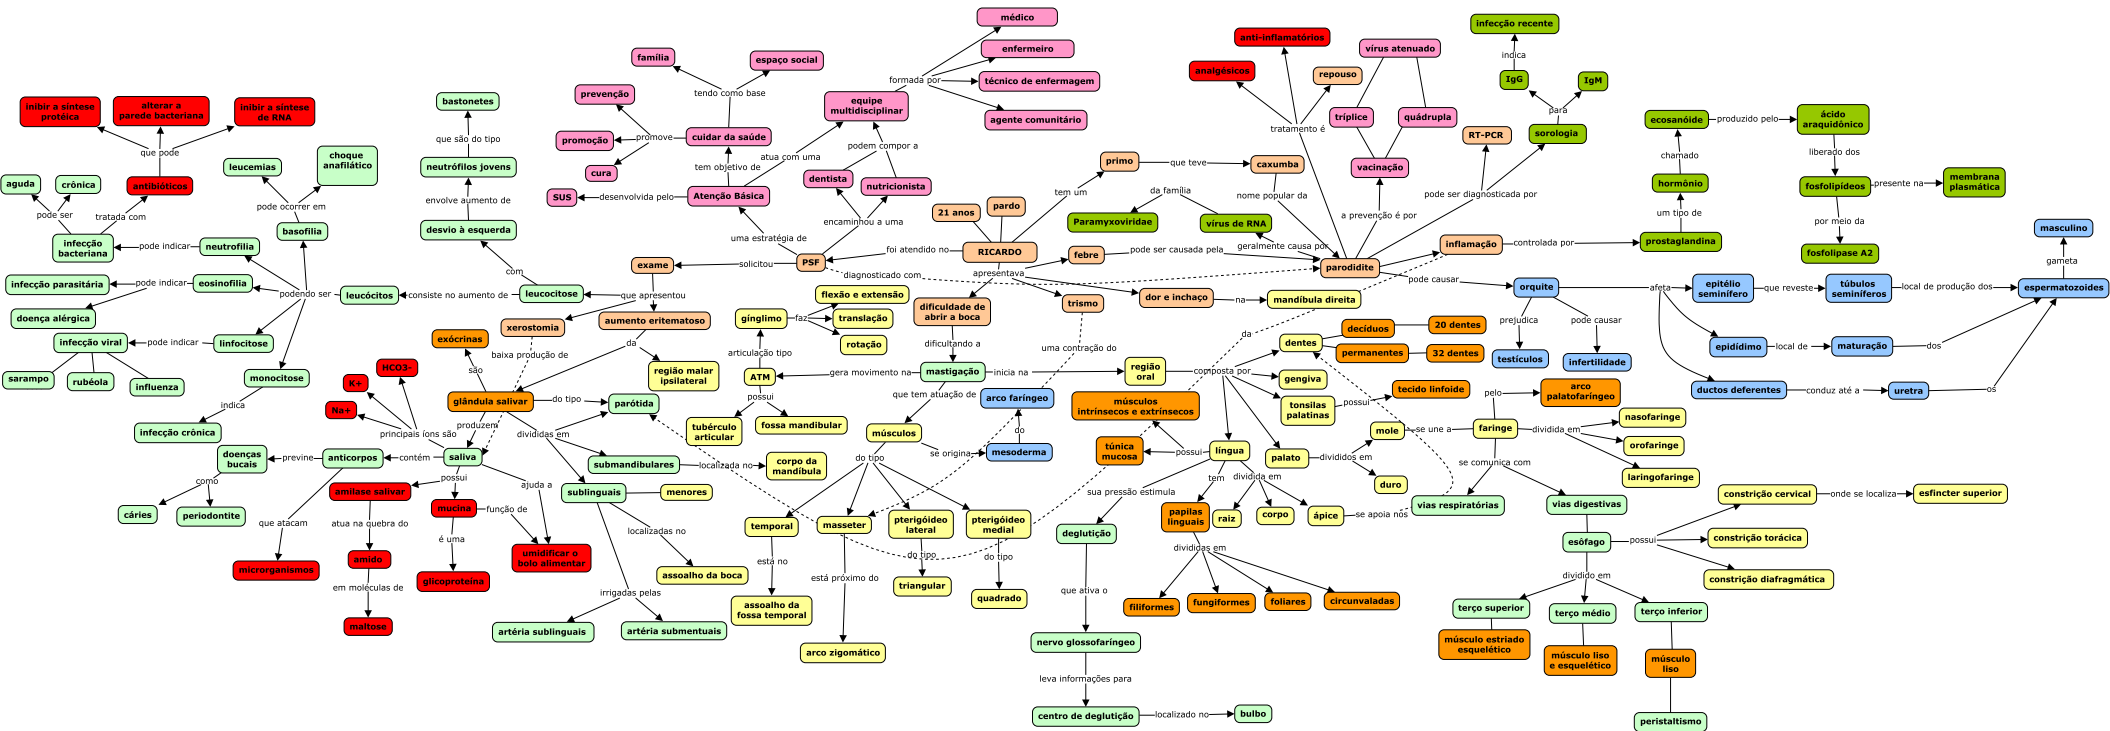 médico
família
espaço social
enfermeiro
formada por
técnico de enfermagem
tendo como base
prevenção
equipe
multidisciplinar
agente comunitário
promoção
promove
cuidar da saúde
cura
tem objetivo de
atua com uma
podem compor a
SUS
desenvolvida pelo
Atenção Básica
dentista
nutricionista
encaminhou a uma
uma estratégia de
anti-inflamatórios
vírus atenuado
infecção recente
analgésicos
repouso
indica
IgG
IgM
tríplice
quádrupla
para
tratamento é
RT-PCR
sorologia
primo
que teve
caxumba
vacinação
nome popular da
pode ser diagnosticada por
tem um
da família
a prevenção é por
Paramyxoviridae
vírus de RNA
geralmente causa por
ecosanóide
produzido pelo
ácido
araquidônico
chamado
liberado dos
hormônio
fosfolipídeos
presente na
membrana
plasmática
um tipo de
por meio da
prostaglandina
fosfolipase A2
inibir a síntese
protéica
alterar a
parede bacteriana
inibir a síntese
de RNA
que pode
aguda
crônica
antibióticos
pode ser
tratada com
infecção
bacteriana
pode indicar
neutrofilia
leucemias
choque
anafilático
pode ocorrer em
basofilia
bastonetes
que são do tipo
neutrófilos jovens
envolve aumento de
desvio à esquerda
com
infecção parasitária
pode indicar
eosinofilia
podendo ser
leucócitos
consiste no aumento de
leucocitose
doença alérgica
infecção viral
pode indicar
linfocitose
sarampo
rubéola
influenza
monocitose
indica
infecção crônica
21 anos
pardo
RICARDO
foi atendido no
PSF
solicitou
exame
que apresentou
diagnosticado com
apresentava
febre
pode ser causada pela
parodidite
inflamação
controlada por
da
mandíbula direita
dor e inchaço
na
trismo
uma contração do
dificuldade de
abrir a boca
dificultando a
xerostomia
baixa produção de
aumento eritematoso
da
região malar
ipsilateral
pode causar
orquite
afeta
prejudica
testículos
pode causar
infertilidade
epitélio
seminífero
que reveste
túbulos
seminíferos
local de produção dos
espermatozoides
gameta
masculino
epidídimo
local de
maturação
dos
ductos deferentes
conduz até a
uretra
os
exócrinas
são
glândula salivar
do tipo
parótida
produzem
divididas em
HCO3-
K+
Na+
principais íons são
saliva
contém
anticorpos
previne
doenças
bucais
como
cáries
periodontite
que atacam
microrganismos
possui
amilase salivar
atua na quebra do
amido
em moléculas de
maltose
mucina
função de
é uma
glicoproteína
ajuda a
umidificar o
bolo alimentar
submandibulares
localizada no
corpo da
mandíbula
sublinguais
menores
localizadas no
assoalho da boca
irrigadas pelas
artéria sublinguais
artéria submentuais
flexão e extensão
gínglimo
faz
translação
rotação
articulação tipo
ATM
gera movimento na
mastigação
inicia na
possui
tubérculo
articular
fossa mandibular
que tem atuação de
músculos
se origina
arco faríngeo
do
mesoderma
do tipo
temporal
está no
assoalho da
fossa temporal
masseter
está próximo do
arco zigomático
pterigóideo
lateral
do tipo
triangular
pterigóideo
medial
do tipo
quadrado
região
oral
composta por
dentes
decíduos
20 dentes
permanentes
32 dentes
gengiva
tonsilas
palatinas
possui
tecido linfoide
músculos
intrínsecos e extrínsecos
túnica
mucosa
possui
língua
sua pressão estimula
tem
dividida em
papilas
linguais
raiz
corpo
ápice
se apoia nos
divididas em
filiformes
fungiformes
foliares
circunvaladas
deglutição
que ativa o
nervo glossofaríngeo
leva informações para
centro de deglutição
localizado no
bulbo
palato
divididos em
mole
duro
se une a
faringe
pelo
arco
palatofaríngeo
dividida em
nasofaringe
orofaringe
laringofaringe
se comunica com
vias respiratórias
vias digestivas
esôfago
possui
constrição cervical
onde se localiza
esfincter superior
constrição torácica
constrição diafragmática
dividido em
terço superior
terço médio
terço inferior
músculo estriado
esquelético
músculo liso
e esquelético
músculo
liso
peristaltismo